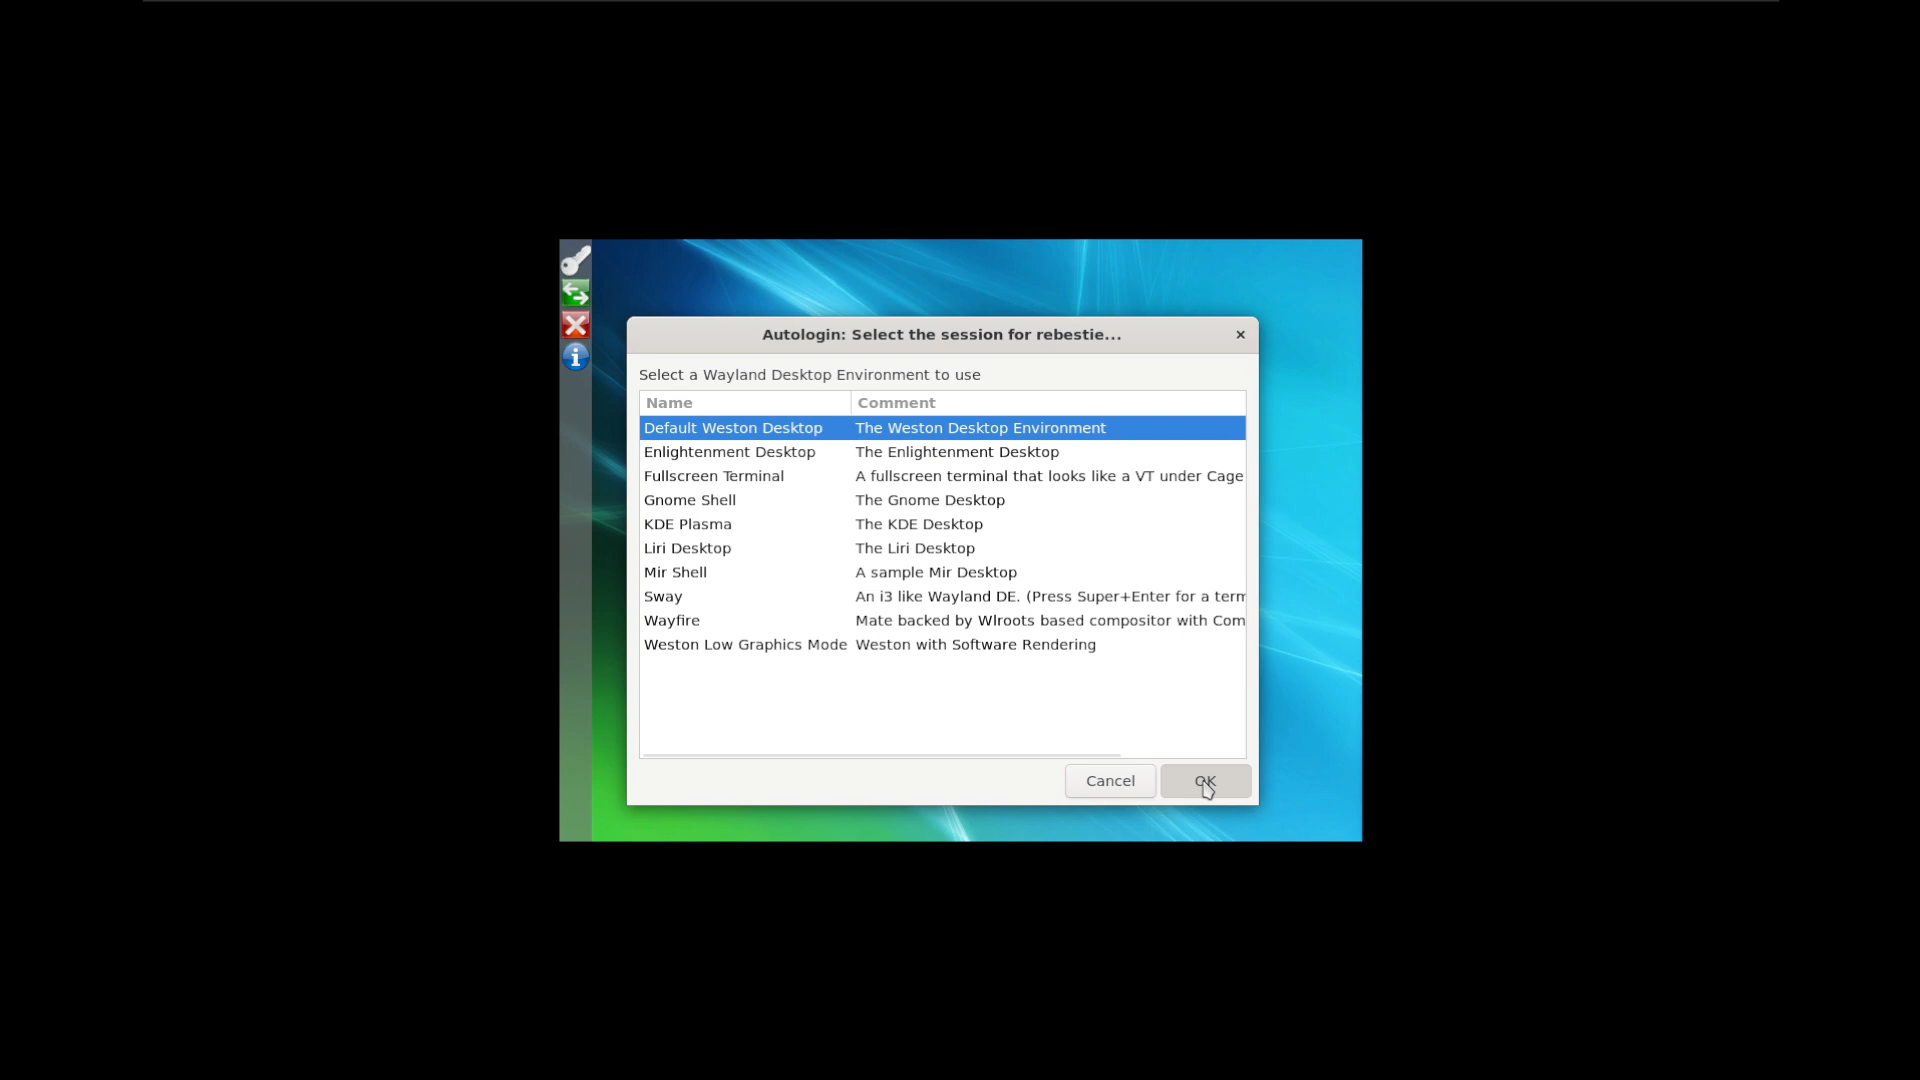 Autologin: Select the session for rebestie...
Select a Wayland Desktop Environment to use
Name Comment
Default Weston Desktop The Weston Desktop Environment
Enlightenment Desktop The Enlightenment Desktop
Fullscreen Terminal A fullscreen terminal that looks like a VT under Cage
Gnome Shell The Gnome Desktop
KDE Plasma The KDE Desktop
Liri Desktop The Liri Desktop
Mir Shell A sample Mir Desktop
Sway An i3 like Wayland DE. (Press Super+Enter for a term
Wayfire Mate backed by Wlroots based compositor with Com
Weston Low Graphics Mode Weston with Software Rendering
Cancel OK